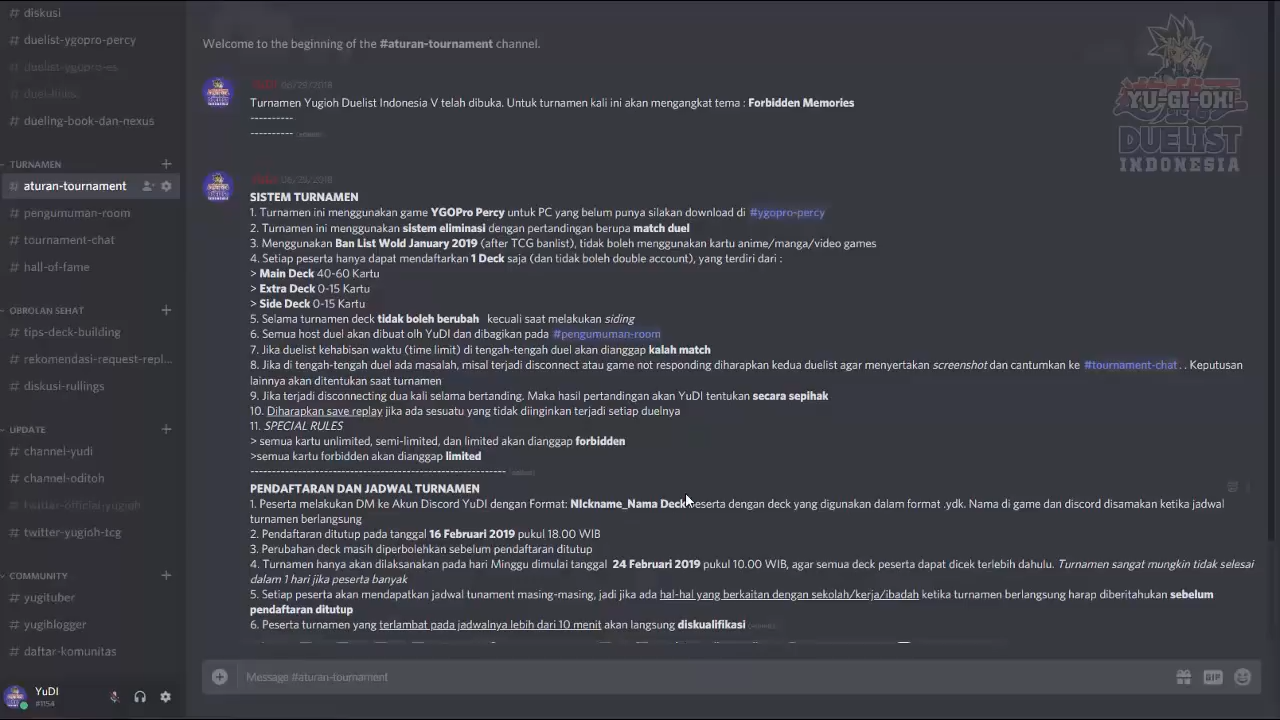 # diskusi
# duelist-ygopro-percy
# duelist-ygopro-es
# duel-links
# dueling-book-dan-nexus
TURNAMEN
# aturan-tournament
# pengumuman-room
# tournament-chat
# hall-of-fame
OBROLAN SEHAT
# tips-deck-building
# rekomendasi-request-repl...
# diskusi-rullings
UPDATE
# channel-yudi
# channel-oditoh
# twitter-official-yugioh
# twitter-yugioh-tcg
COMMUNITY
# yugituber
# yugiblogger
# daftar-komunitas
YuDI
#1154
Welcome to the beginning of the #aturan-tournament channel.
06/29/2018
Turnamen Yugioh Duelist Indonesia V telah dibuka. Untuk turnamen kali ini akan mengangkat tema : Forbidden Memories
----------
----------
06/29/2018
SISTEM TURNAMEN
1. Turnamen ini menggunakan game YGOPro Percy untuk PC yang belum punya silakan download di #ygopro-percy
2. Turnamen ini menggunakan sistem eliminasi dengan pertandingan berupa match duel
3. Menggunakan Ban List Wold January 2019 (after TCG banlist), tidak boleh menggunakan kartu anime/manga/video games
4. Setiap peserta hanya dapat mendaftarkan 1 Deck saja (dan tidak boleh double account), yang terdiri dari :
> Main Deck 40-60 Kartu
> Extra Deck 0-15 Kartu
> Side Deck 0-15 Kartu
5. Selama turnamen deck tidak boleh berubah kecuali saat melakukan siding
6. Semua host duel akan dibuat olh YuDI dan dibagikan pada #pengumuman-room
7. Jika duelist kehabisan waktu (time limit) di tengah-tengah duel akan dianggap kalah match
8. Jika di tengah-tengah duel ada masalah, misal terjadi disconnect atau game not responding diharapkan kedua duelist agar menyertakan screenshot dan cantumkan ke #tournament-chat . . Keputusan
lainnya akan ditentukan saat turnamen
9. Jika terjadi disconnecting dua kali selama bertanding. Maka hasil pertandingan akan YuDI tentukan secara sepihak
10. Diharapkan save replay jika ada sesuatu yang tidak diinginkan terjadi setiap duelnya
11. SPECIAL RULES
> semua kartu unlimited, semi-limited, dan limited akan dianggap forbidden
>semua kartu forbidden akan dianggap limited
----------------------------------------------------------------
PENDAFTARAN DAN JADWAL TURNAMEN
1. Peserta melakukan DM ke Akun Discord YuDI dengan Format: NIckname_Nama Deck peserta dengan deck yang digunakan dalam format .ydk. Nama di game dan discord disamakan ketika jadwal
turnamen berlangsung
2. Pendaftaran ditutup pada tanggal 16 Februari 2019 pukul 18.00 WIB
3. Perubahan deck masih diperbolehkan sebelum pendaftaran ditutup
4. Turnamen hanya akan dilaksanakan pada hari Minggu dimulai tanggal 24 Februari 2019 pukul 10.00 WIB, agar semua deck peserta dapat dicek terlebih dahulu. Turnamen sangat mungkin tidak selesai
dalam 1 hari jika peserta banyak
5. Setiap peserta akan mendapatkan jadwal tunament masing-masing, jadi jika ada hal-hal yang berkaitan dengan sekolah/kerja/ibadah ketika turnamen berlangsung harap diberitahukan sebelum
pendaftaran ditutup
6. Peserta turnamen yang terlambat pada jadwalnya lebih dari 10 menit akan langsung diskualifikasi
Message #aturan-tournament
GIF
YU-GI-OH!
DUELIST
INDONESIA